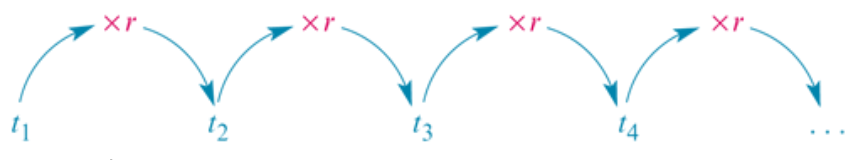 ×r ×r ×r ×r
t₁ t₂ t₃ t₄ ...